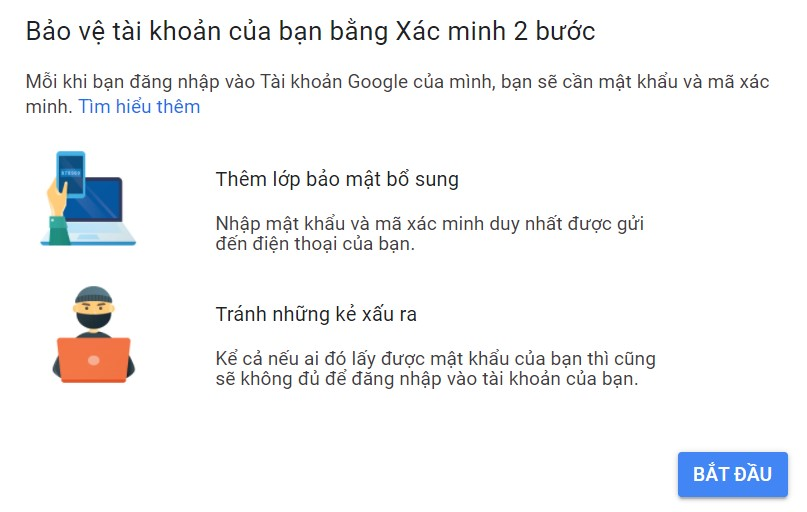 Bảo vệ tài khoản của bạn bằng Xác minh 2 bước
Mỗi khi bạn đăng nhập vào Tài khoản Google của mình, bạn sẽ cần mật khẩu và mã xác
minh. Tìm hiểu thêm
Thêm lớp bảo mật bổ sung
Nhập mật khẩu và mã xác minh duy nhất được gửi
đến điện thoại của bạn.
Tránh những kẻ xấu ra
Kể cả nếu ai đó lấy được mật khẩu của bạn thì cũng
sẽ không đủ để đăng nhập vào tài khoản của bạn.
BẮT ĐẦU